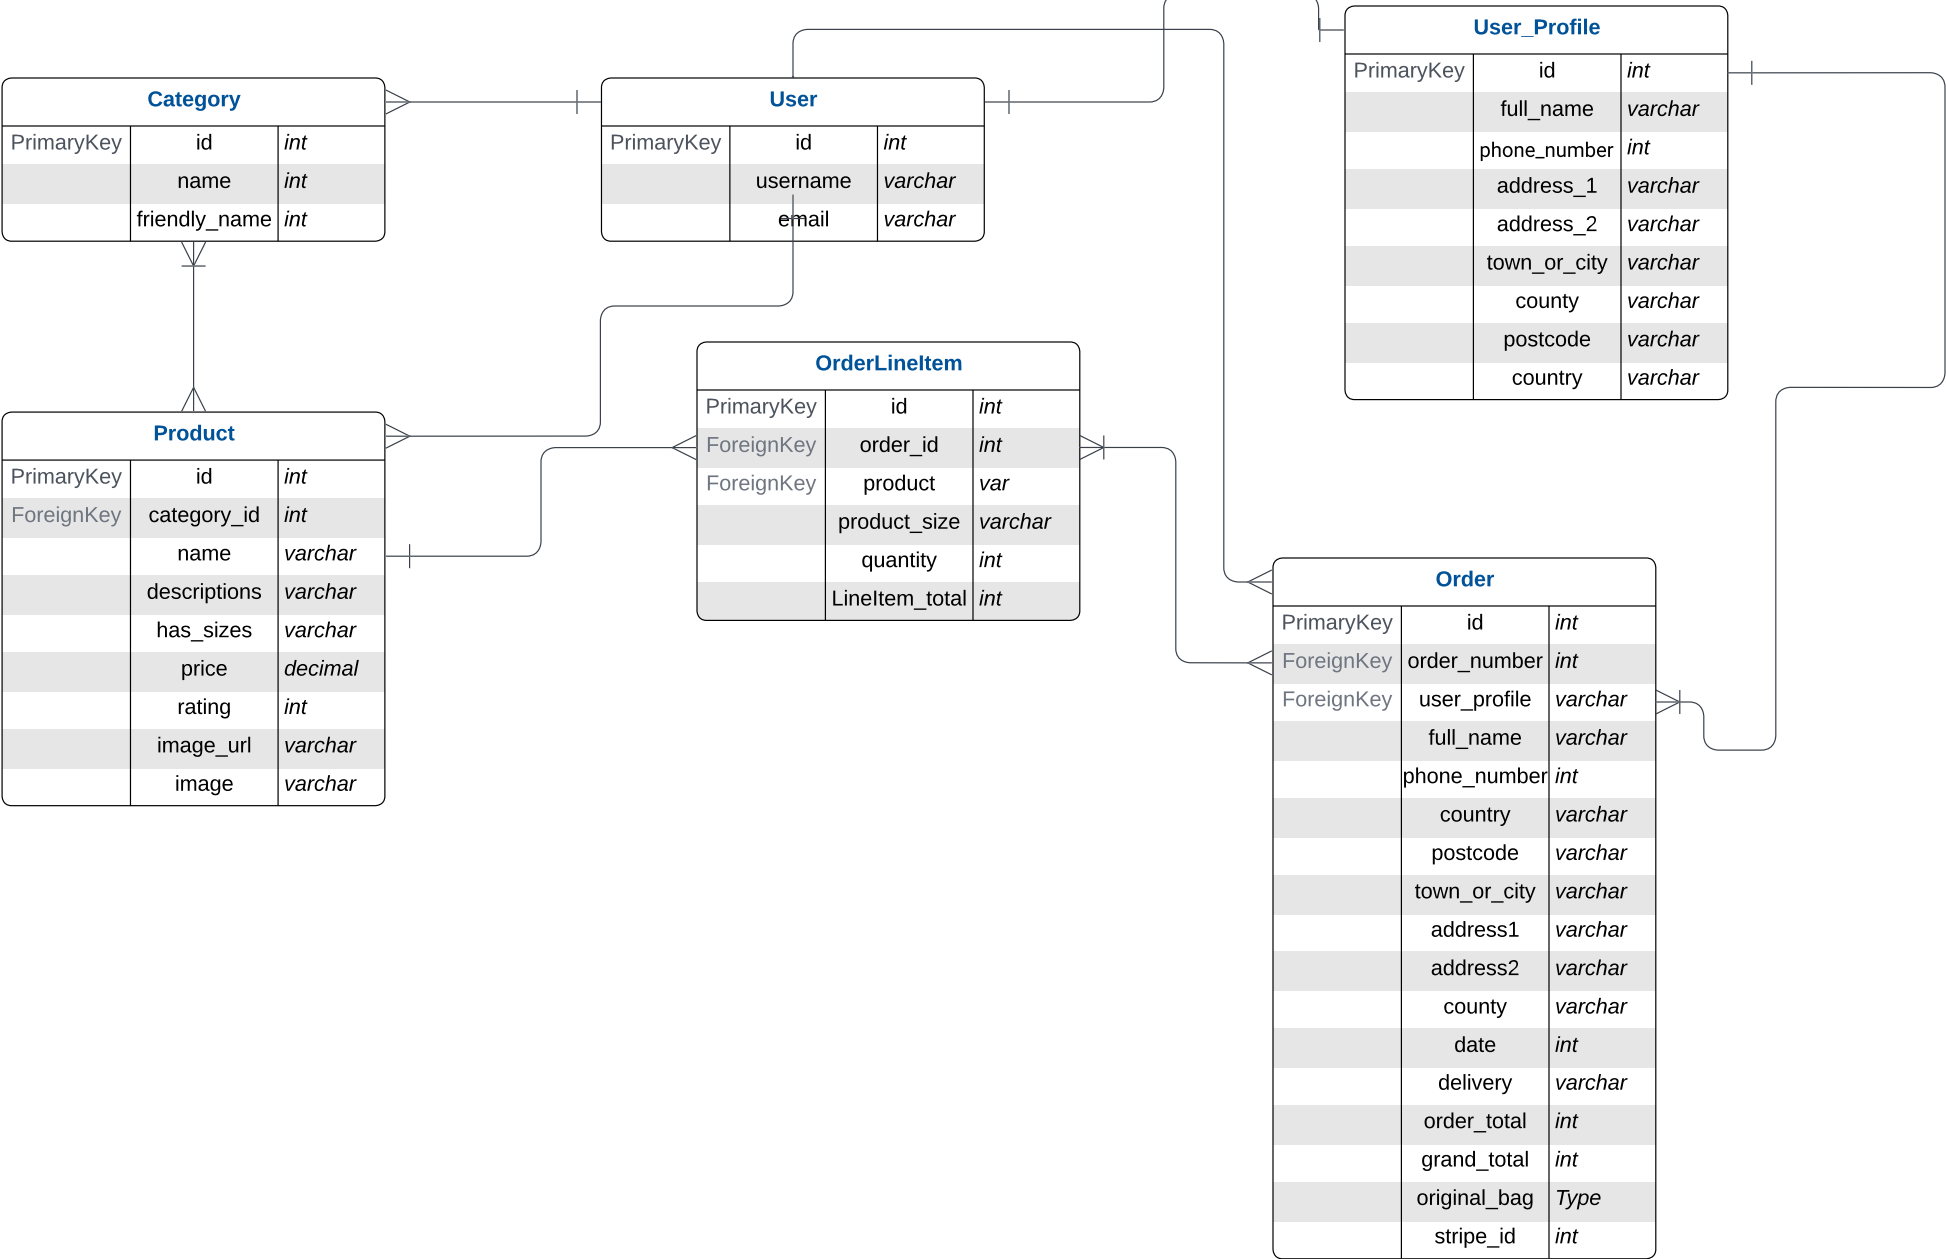 User_Profile
PrimaryKey id int
full_name varchar
phone_number int
address_1 varchar
address_2 varchar
town_or_city varchar
county varchar
postcode varchar
country varchar
Category
PrimaryKey id int
name int
friendly_name int
User
PrimaryKey id int
username varchar
email varchar
OrderLineItem
PrimaryKey id int
ForeignKey order_id int
ForeignKey product var
product_size varchar
quantity int
LineItem_total int
Product
PrimaryKey id int
ForeignKey category_id int
name varchar
descriptions varchar
has_sizes varchar
price decimal
rating int
image_url varchar
image varchar
Order
PrimaryKey id int
ForeignKey order_number int
ForeignKey user_profile varchar
full_name varchar
phone_number int
country varchar
postcode varchar
town_or_city varchar
address1 varchar
address2 varchar
county varchar
date int
delivery varchar
order_total int
grand_total int
original_bag Type
stripe_id int